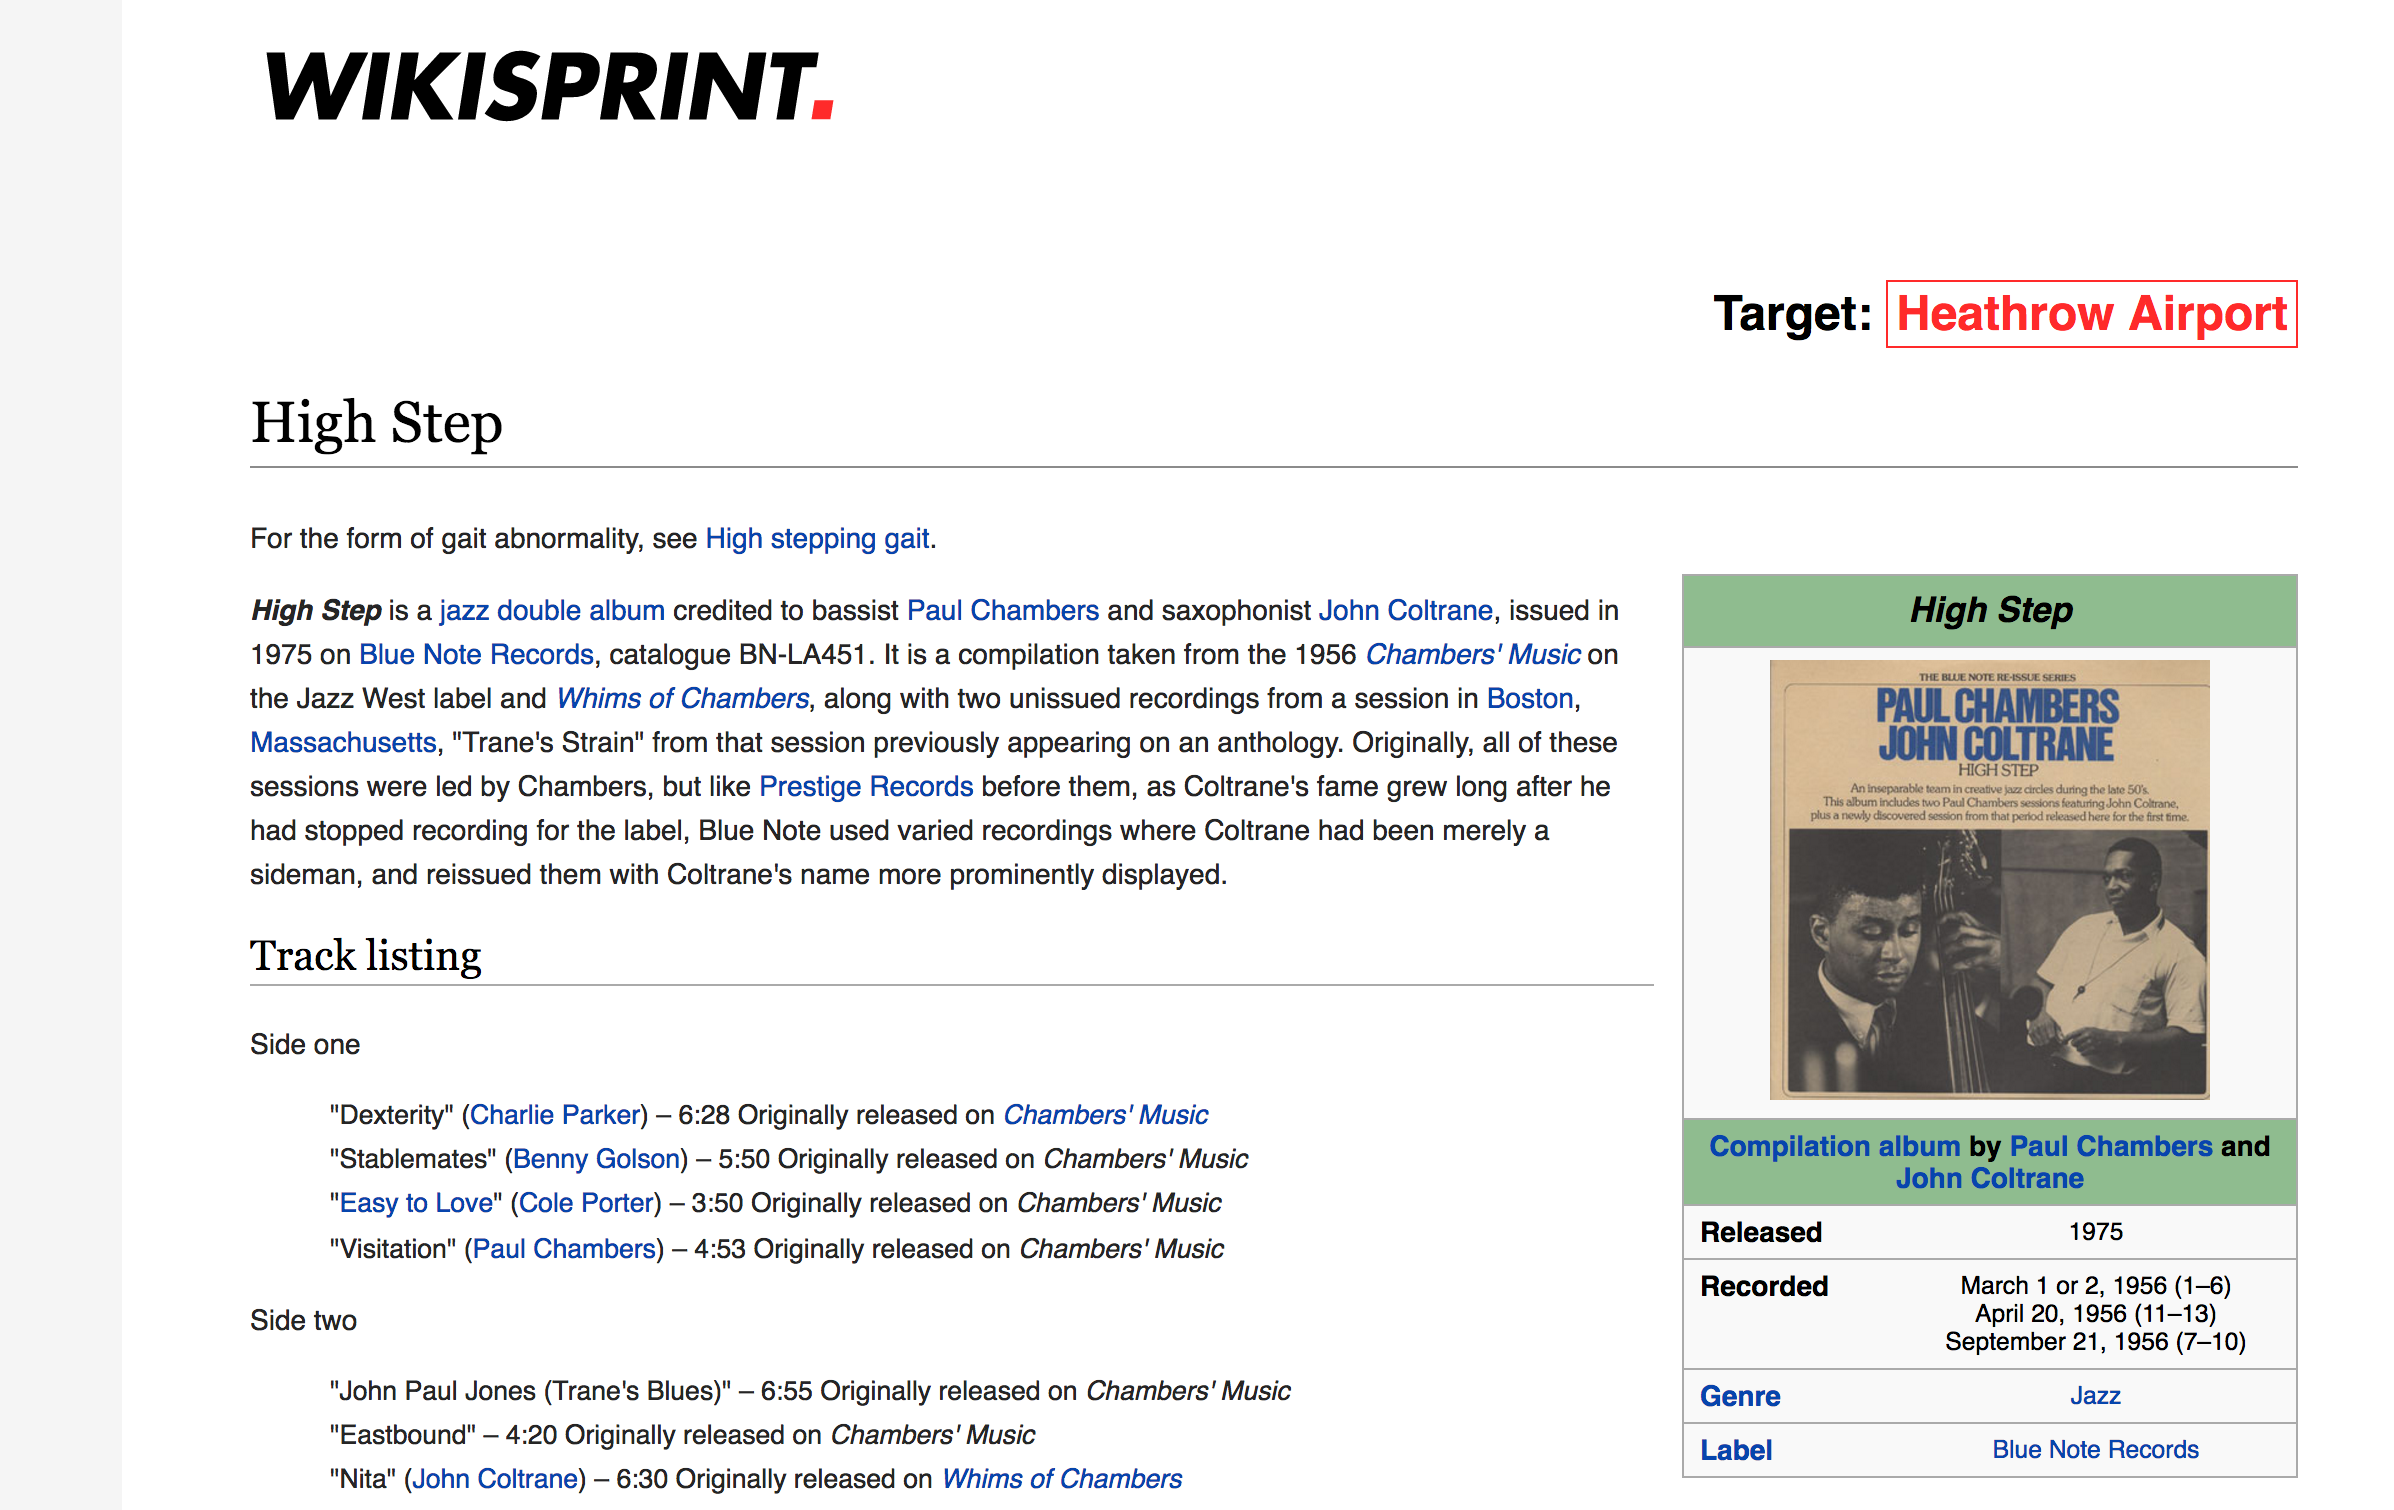 WIKISPRINT.
Target: Heathrow Airport
High Step
For the form of gait abnormality, see High stepping gait.
High Step is a jazz double album credited to bassist Paul Chambers and saxophonist John Coltrane, issued in
1975 on Blue Note Records, catalogue BN-LA451. It is a compilation taken from the 1956 Chambers' Music on
the Jazz West label and Whims of Chambers, along with two unissued recordings from a session in Boston,
Massachusetts, "Trane's Strain" from that session previously appearing on an anthology. Originally, all of these
sessions were led by Chambers, but like Prestige Records before them, as Coltrane's fame grew long after he
had stopped recording for the label, Blue Note used varied recordings where Coltrane had been merely a
sideman, and reissued them with Coltrane's name more prominently displayed.
Track listing
Side one
"Dexterity" (Charlie Parker) – 6:28 Originally released on Chambers' Music
"Stablemates" (Benny Golson) – 5:50 Originally released on Chambers' Music
"Easy to Love" (Cole Porter) – 3:50 Originally released on Chambers' Music
"Visitation" (Paul Chambers) – 4:53 Originally released on Chambers' Music
Side two
"John Paul Jones (Trane's Blues)" – 6:55 Originally released on Chambers' Music
"Eastbound" – 4:20 Originally released on Chambers' Music
"Nita" (John Coltrane) – 6:30 Originally released on Whims of Chambers
High Step
THE BLUE NOTE RE-ISSUE SERIES
PAUL CHAMBERS
JOHN COLTRANE
HIGH STEP
An inseparable team in creative jazz circles during the late 50's.
This album includes two Paul Chambers sessions featuring John Coltrane,
plus a newly discovered session from that period released here for the first time.
Compilation album by Paul Chambers and
John Coltrane
Released 1975
Recorded March 1 or 2, 1956 (1–6)
April 20, 1956 (11–13)
September 21, 1956 (7–10)
Genre Jazz
Label Blue Note Records